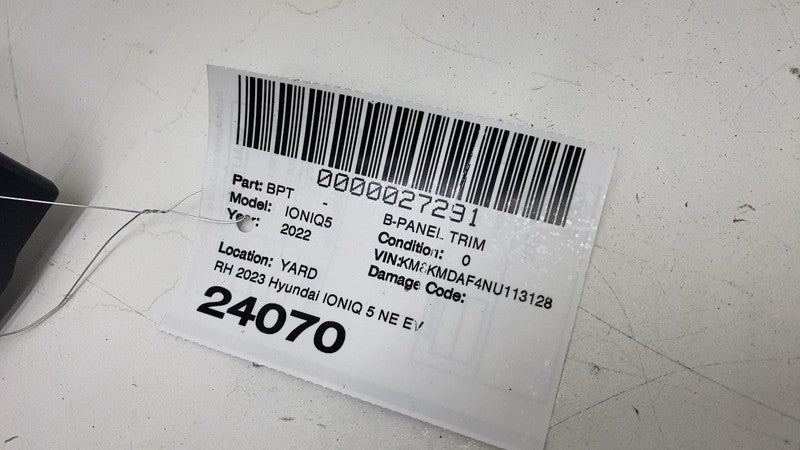 0000027291
Part: BPT - B-PANEL TRIM
Model: IONIQ5 Condition: 0
Year: 2022 VIN:KM8KMDAF4NU113128
Location: YARD Damage Code:
RH 2023 Hyundai IONIQ 5 NE EV
24070